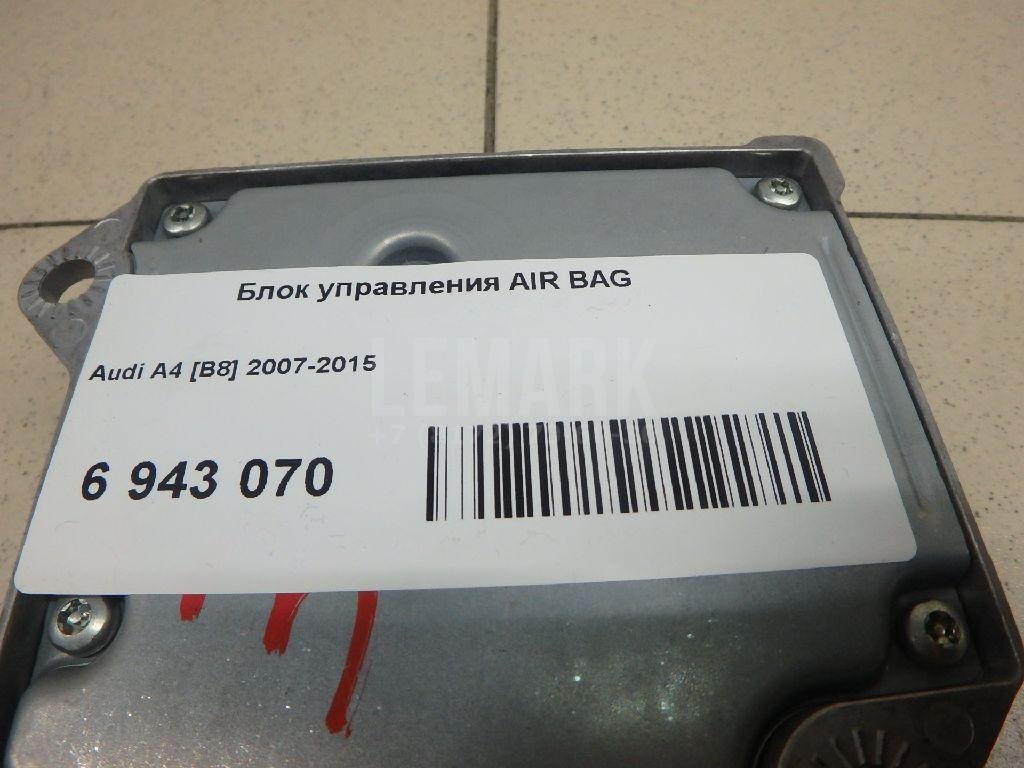 Блок управления AIR BAG
Audi A4 [B8] 2007-2015
LEMARK
6 943 070